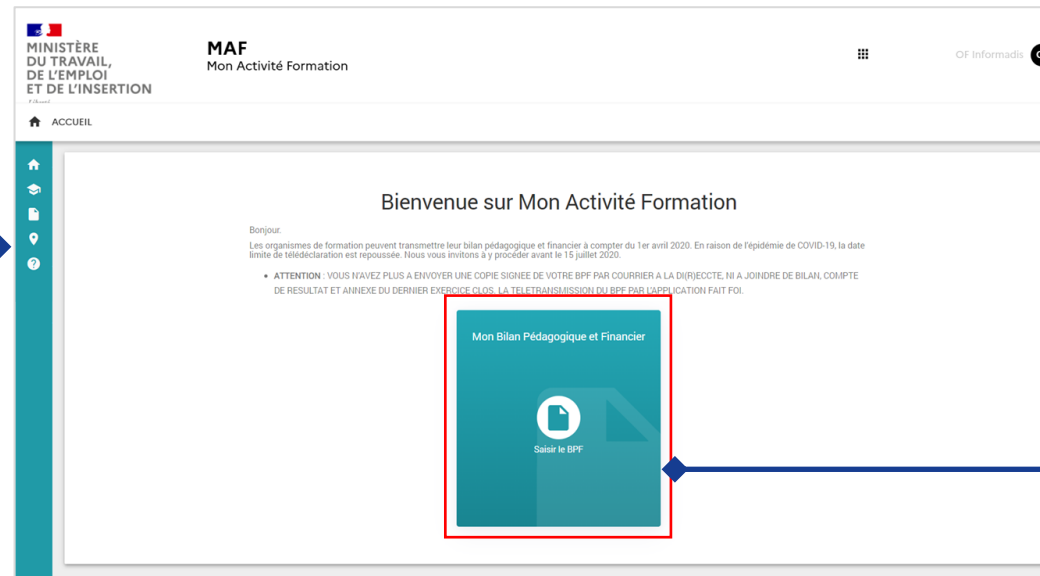 MINISTÈRE
DU TRAVAIL,
DE L'EMPLOI
ET DE L'INSERTION
MAF
Mon Activité Formation
OF Informadis
ACCUEIL
Bienvenue sur Mon Activité Formation
Bonjour.
Les organismes de formation peuvent transmettre leur bilan pédagogique et financier à compter du 1er avril 2020. En raison de l'épidémie de COVID-19, la date
limite de télédéclaration est repoussée. Nous vous invitons à y procéder avant le 15 juillet 2020.
• ATTENTION : VOUS N'AVEZ PLUS A ENVOYER UNE COPIE SIGNEE DE VOTRE BPF PAR COURRIER A LA DI(R)ECCTE, NI A JOINDRE DE BILAN, COMPTE
DE RESULTAT ET ANNEXE DU DERNIER EXERCICE CLOS. LA TELETRANSMISSION DU BPF PAR L'APPLICATION FAIT FOI.
Mon Bilan Pédagogique et Financier
Saisir le BPF